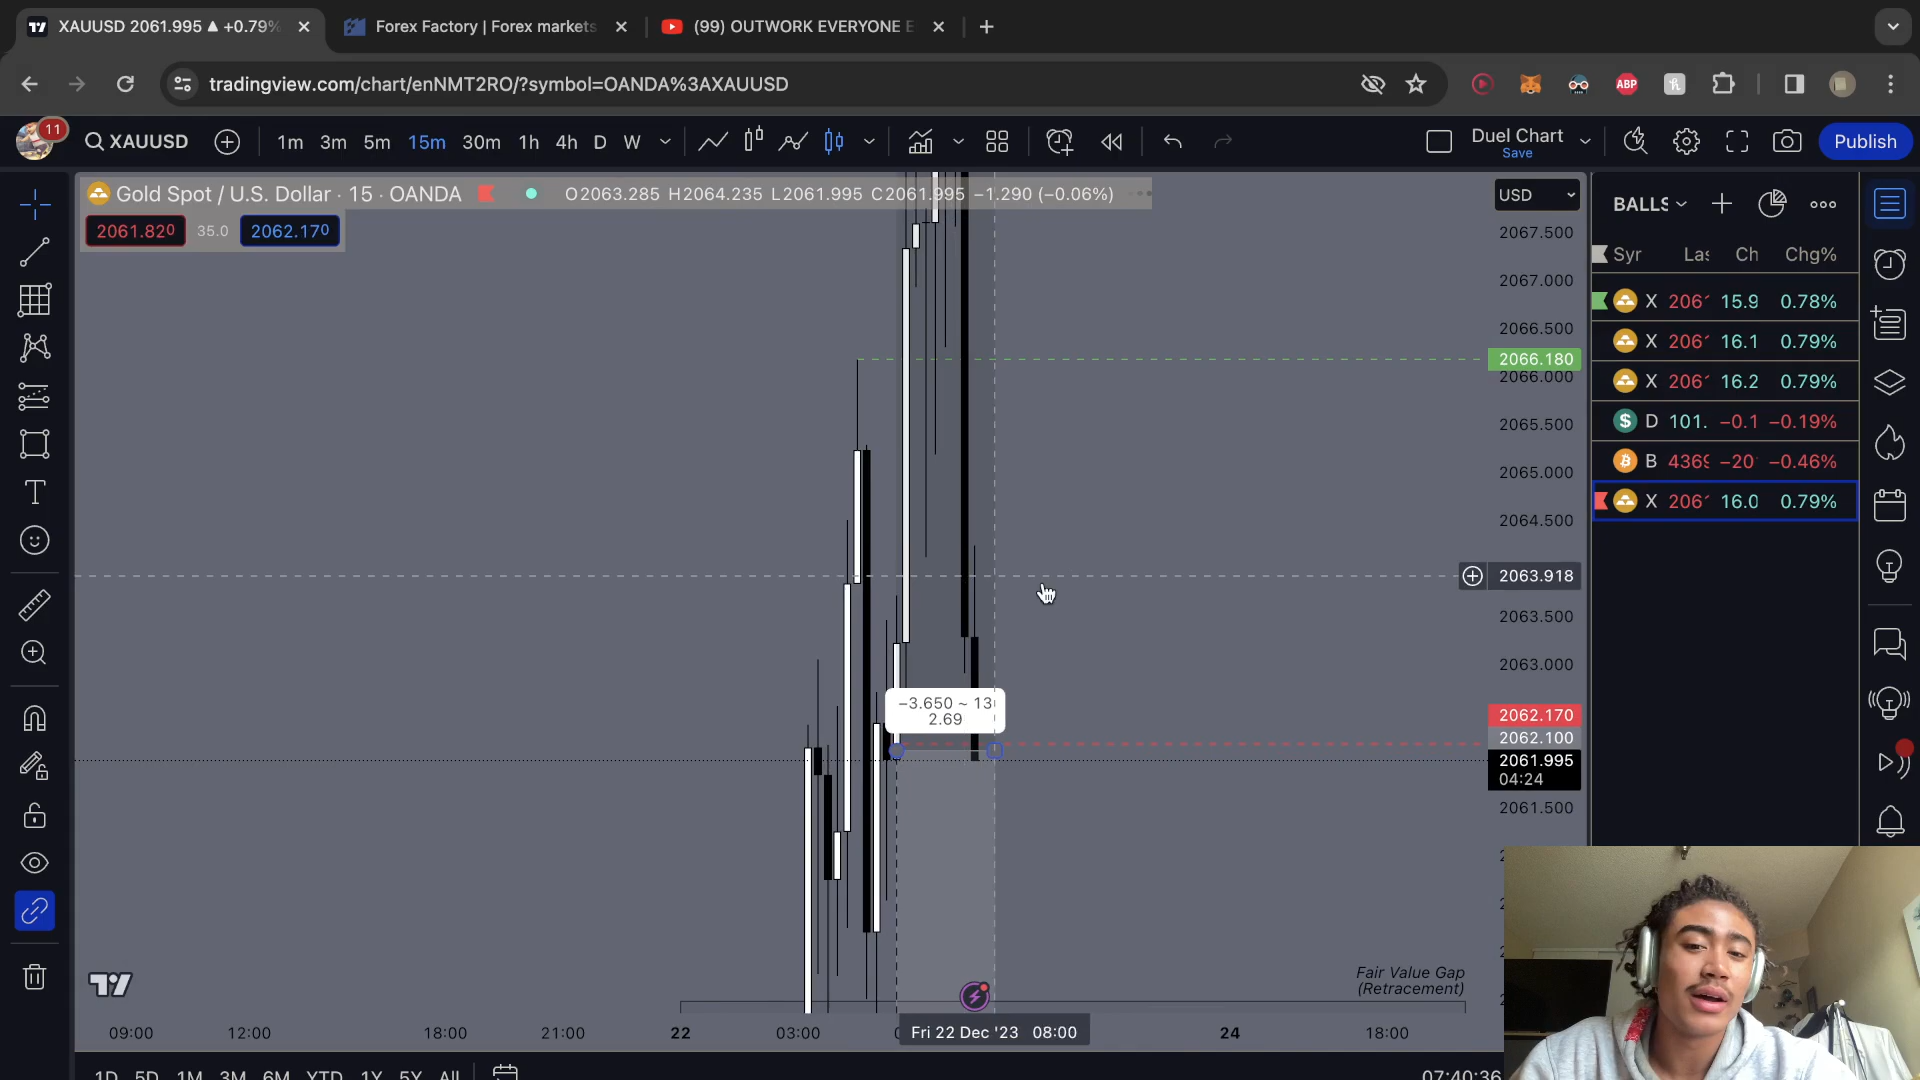 XAUUSD 2061.995 ▲ +0.79%
Forex Factory | Forex markets
(99) OUTWORK EVERYONE E
tradingview.com/chart/enNMT2RO/?symbol=OANDA%3AXAUUSD
11
XAUUSD
1m 3m 5m 15m 30m 1h 4h D W
Duel Chart
Save
Publish
Gold Spot / U.S. Dollar · 15 · OANDA
O2063.285 H2064.235 L2061.995 C2061.995 −1.290 (−0.06%)
2061.820 35.0 2062.170
USD
2067.500
2067.000
2066.500
2066.180
2066.000
2065.500
2065.000
2064.500
2063.918
2063.500
2063.000
2062.170
2062.100
2061.995
04:24
2061.500
−3.650 ~ 13
2.69
Fair Value Gap
(Retracement)
09:00 12:00 18:00 21:00 22 03:00 Fri 22 Dec '23 08:00 24 18:00
1D 5D 1M 3M 6M YTD 1Y 5Y All
07:40:36
BALLS
Syr Las Ch Chg%
X 206 15.9 0.78%
X 206 16.1 0.79%
X 206 16.2 0.79%
D 101. −0.1 −0.19%
B 4369 −20 −0.46%
X 206 16.0 0.79%
ABP